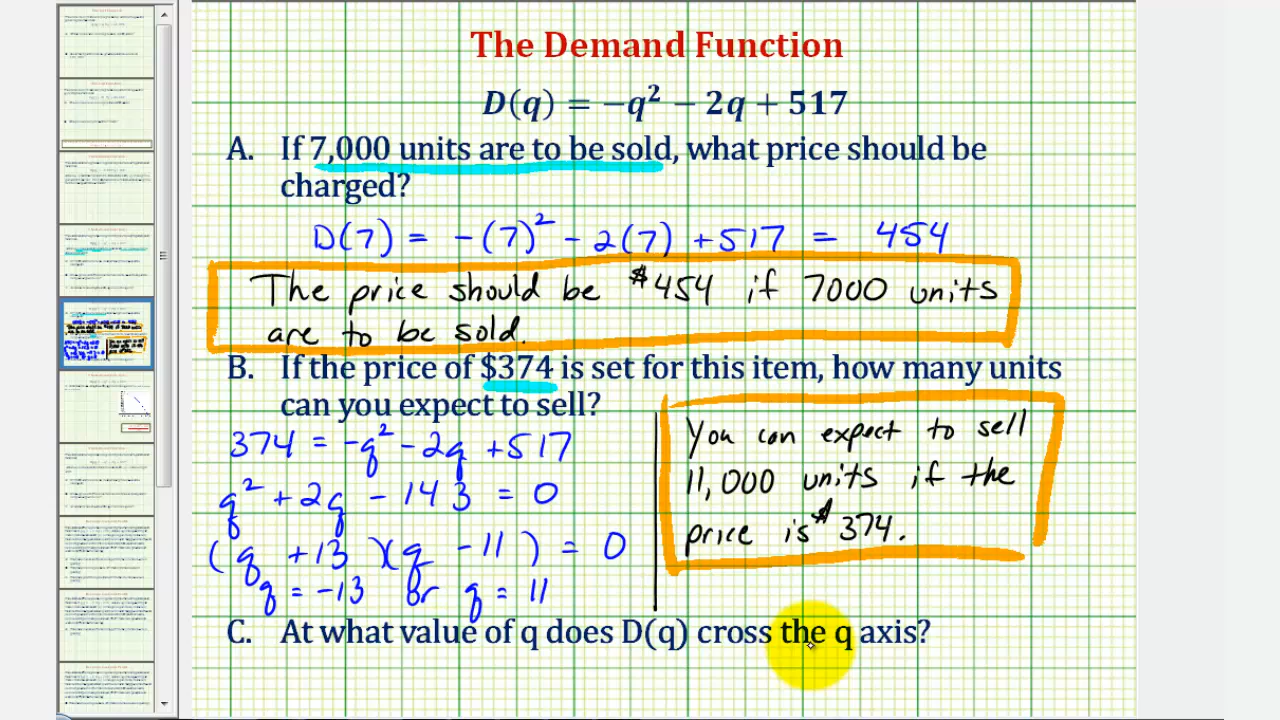 The Demand Function
D(q) = −q² − 2q + 517
A. If 7,000 units are to be sold, what price should be
charged?
D(7) = -(7)² - 2(7) + 517 = 454
The price should be $454 if 7000 units
are to be sold.
B. If the price of $374 is set for this item, how many units
can you expect to sell?
374 = -q² - 2q + 517
q² + 2q - 143 = 0
(q + 13)(q - 11) = 0
q = -13 or q = 11
You can expect to sell
11,000 units if the
price is $374.
C. At what value of q does D(q) cross the q axis?